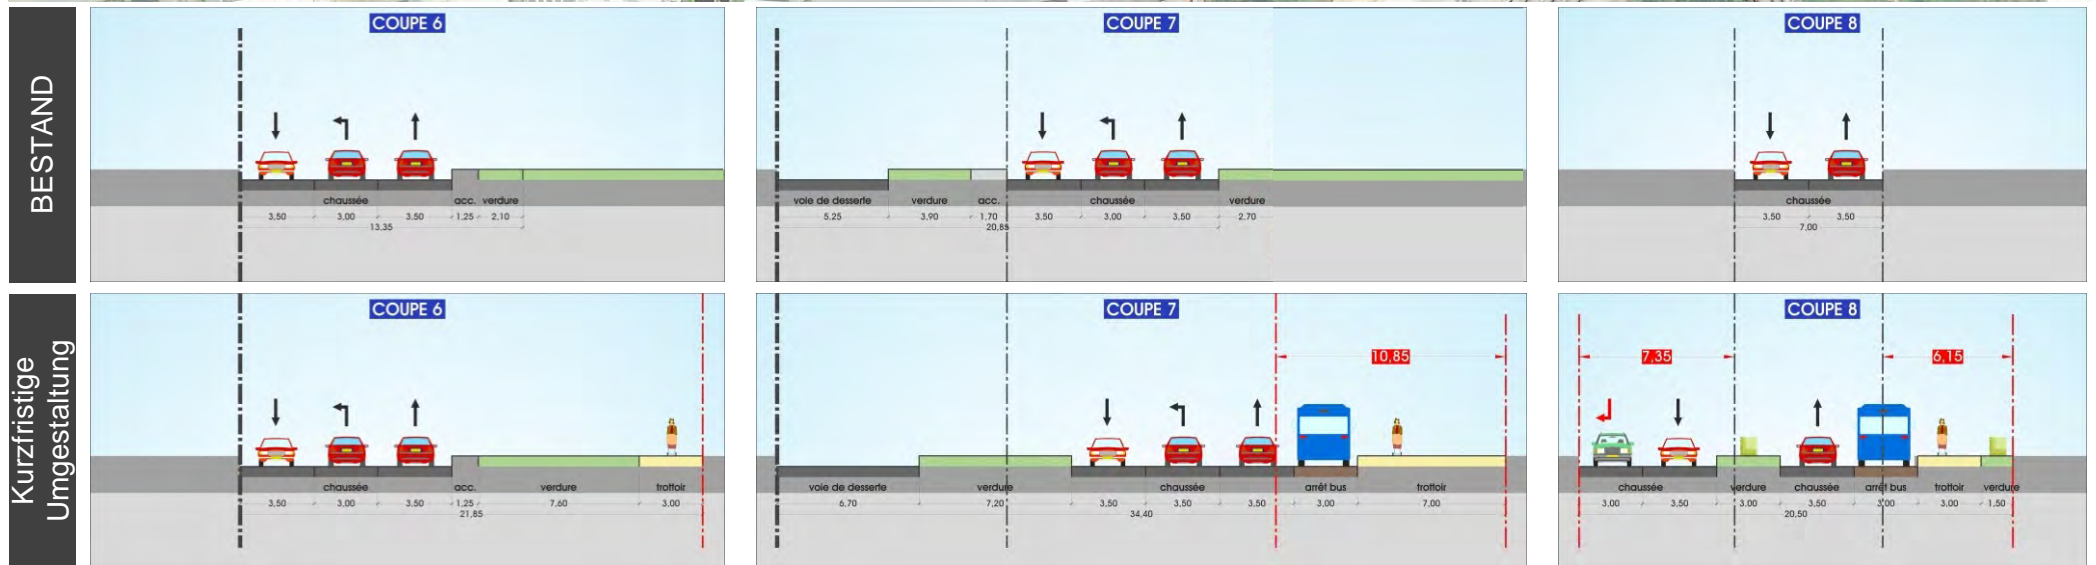 BESTAND
COUPE 6
chaussée acc. verdure
3,50 3,00 3,50 1,25 2,10
13,35
COUPE 7
voie de desserte verdure acc. chaussée verdure
5,25 3,90 1,70 3,50 3,00 3,50 2,70
20,85
COUPE 8
chaussée
3,50 3,50
7,00
Kurzfristige
Umgestaltung
COUPE 6
chaussée acc. verdure trottoir
3,50 3,00 3,50 1,25 7,60 3,00
21,85
COUPE 7
10,85
voie de desserte verdure chaussée arrêt bus trottoir
6,70 7,20 3,50 3,50 3,50 3,00 7,00
34,40
COUPE 8
7,35 6,15
chaussée verdure chaussée arrêt bus trottoir verdure
3,00 3,50 3,00 3,50 3,00 3,00 1,50
20,50